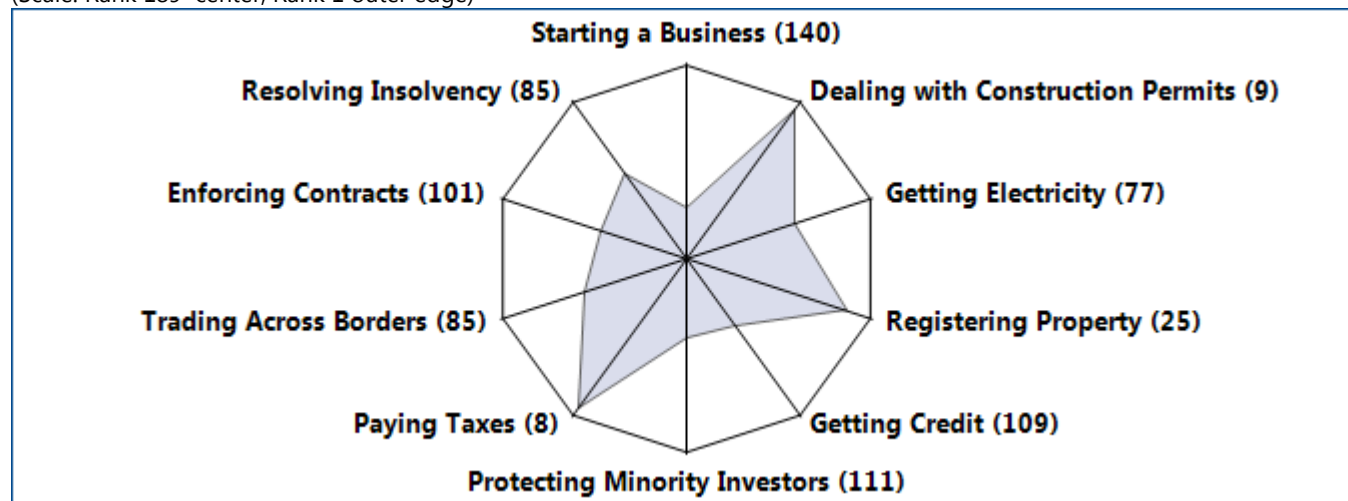 (Scale: Rank 189 center, Rank 1 outer edge)
Starting a Business (140)
Resolving Insolvency (85)
Dealing with Construction Permits (9)
Enforcing Contracts (101)
Getting Electricity (77)
Trading Across Borders (85)
Registering Property (25)
Paying Taxes (8)
Getting Credit (109)
Protecting Minority Investors (111)